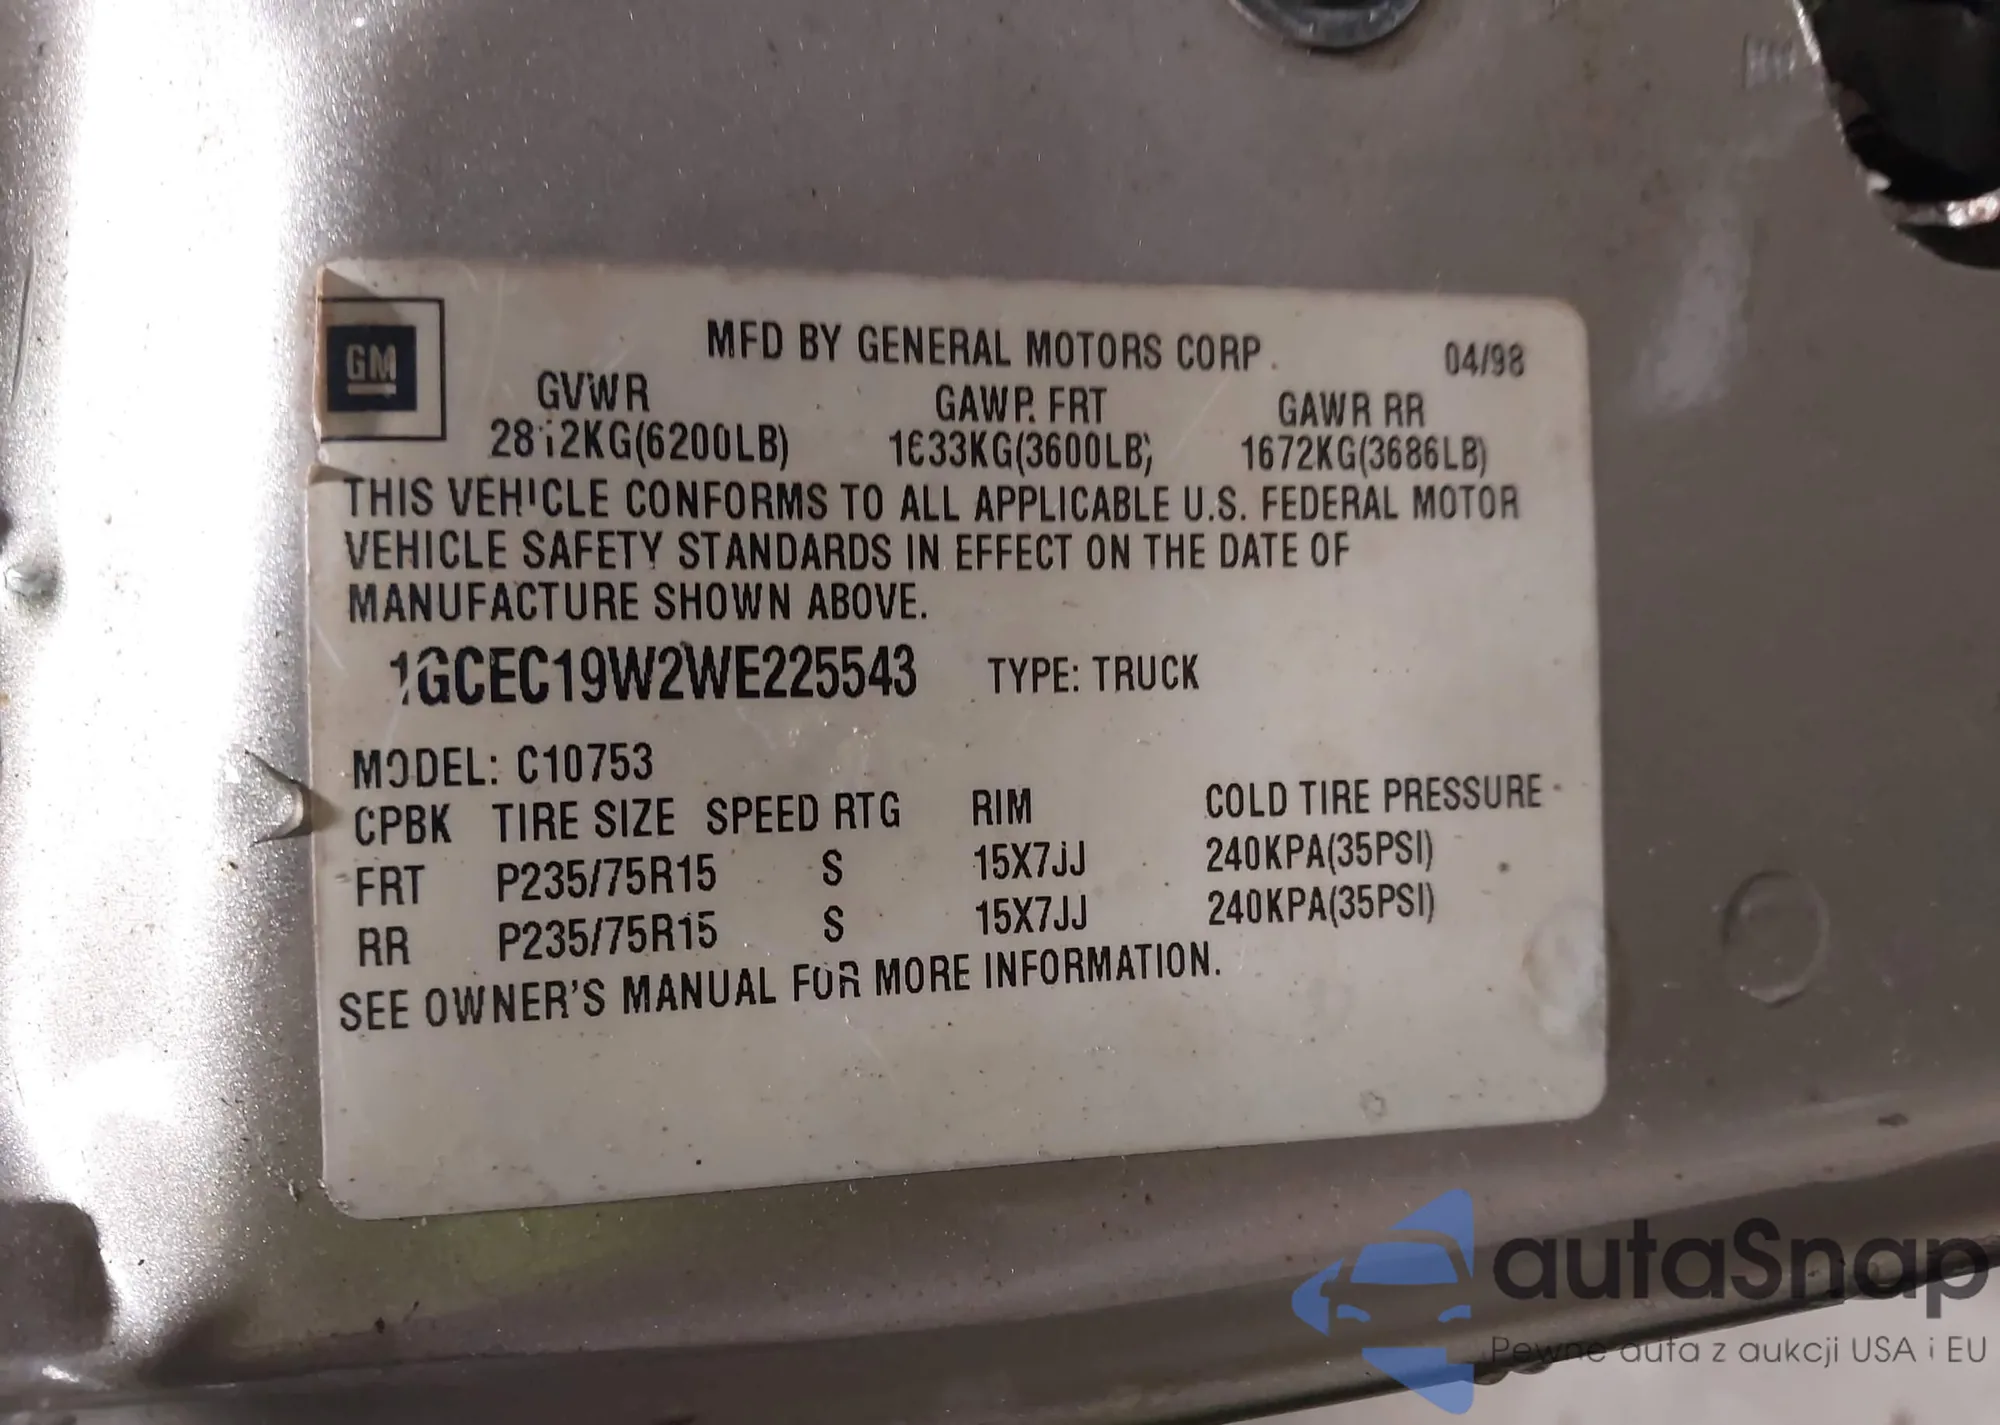 GM
MFD BY GENERAL MOTORS CORP. 04/98
GVWR GAWR FRT GAWR RR
2812KG(6200LB) 1633KG(3600LB) 1672KG(3686LB)
THIS VEHICLE CONFORMS TO ALL APPLICABLE U.S. FEDERAL MOTOR
VEHICLE SAFETY STANDARDS IN EFFECT ON THE DATE OF
MANUFACTURE SHOWN ABOVE.
1GCEC19W2WE225543 TYPE: TRUCK
MODEL: C10753
CPBK TIRE SIZE SPEED RTG RIM COLD TIRE PRESSURE
FRT P235/75R15 S 15X7JJ 240KPA(35PSI)
RR P235/75R15 S 15X7JJ 240KPA(35PSI)
SEE OWNER'S MANUAL FOR MORE INFORMATION.
autaSnap
Pewne auta z aukcji USA i EU